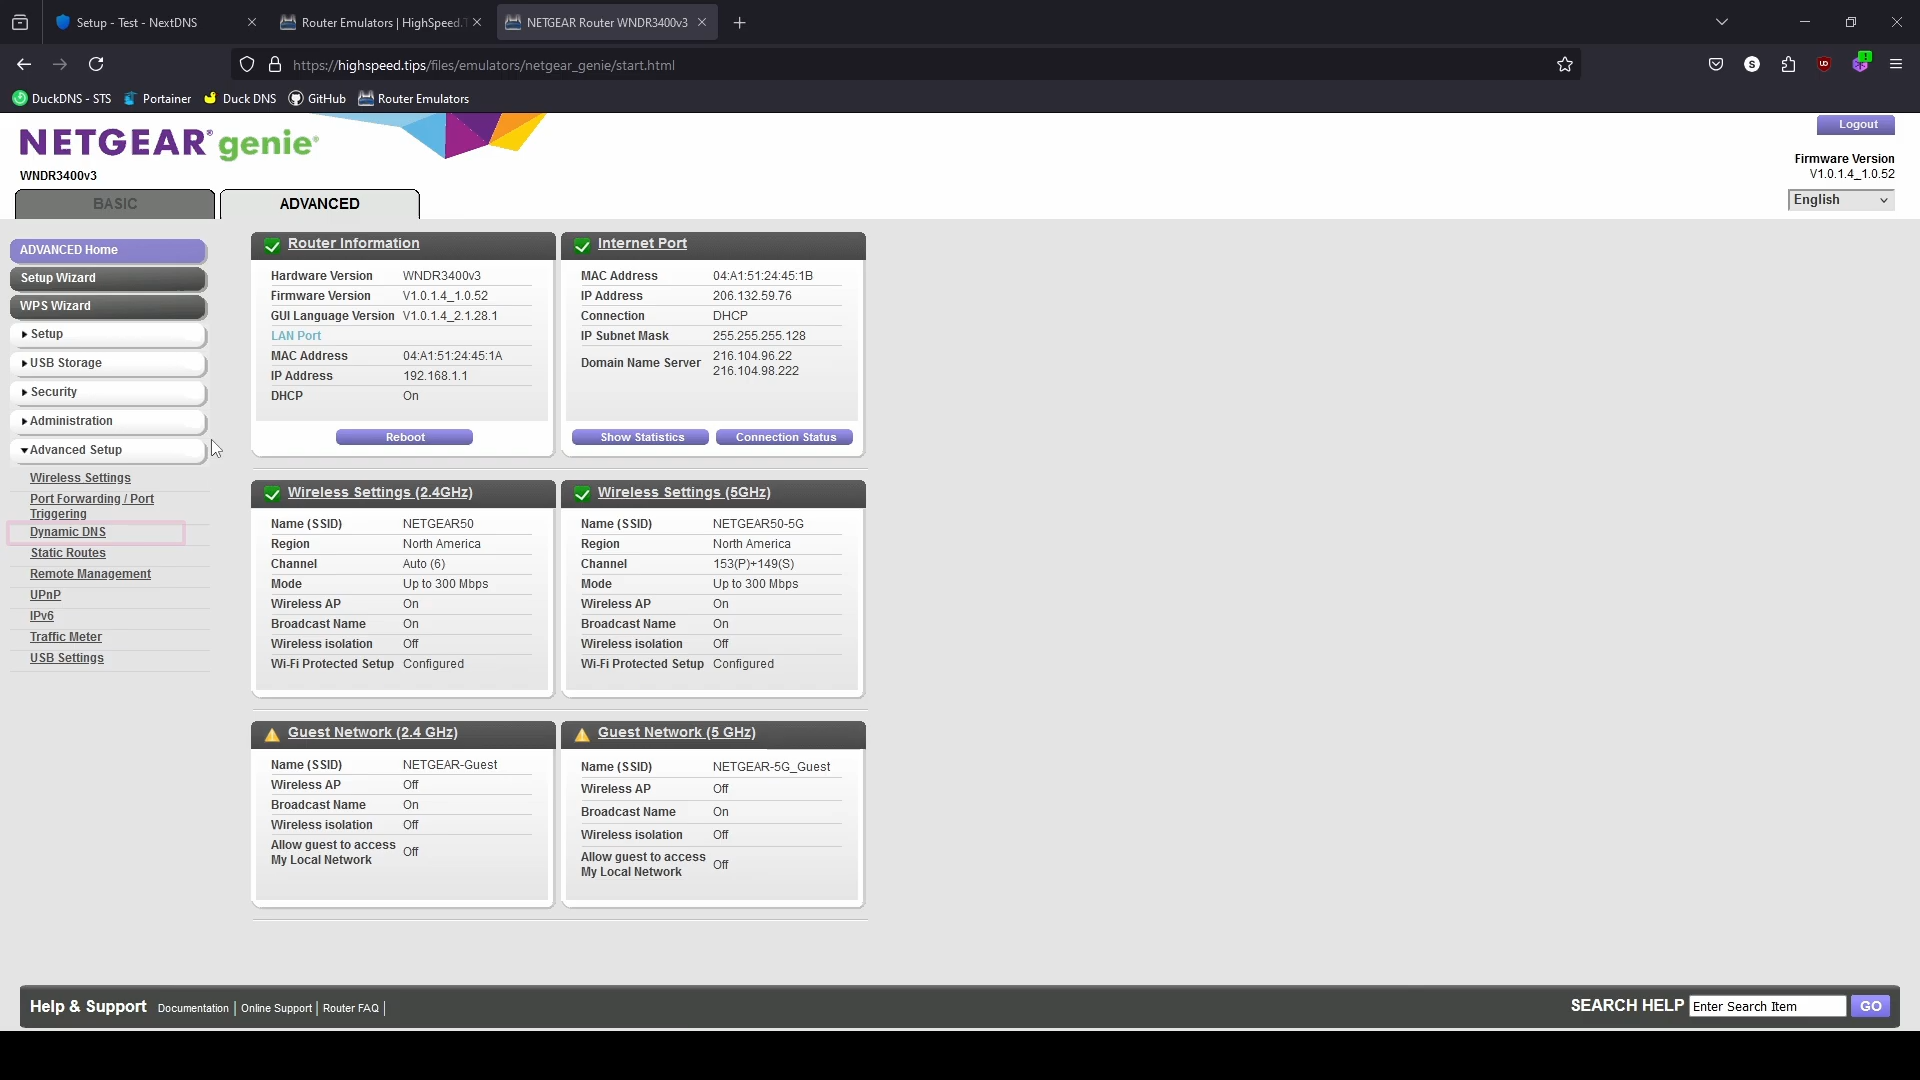 Setup - Test - NextDNS
Router Emulators | HighSpeed.T
NETGEAR Router WNDR3400v3
https://highspeed.tips/files/emulators/netgear_genie/start.html
S
1
DuckDNS - STS
Portainer
Duck DNS
GitHub
Router Emulators
NETGEAR® genie®
WNDR3400v3
Logout
Firmware Version
V1.0.1.4_1.0.52
English
BASIC
ADVANCED
ADVANCED Home
Setup Wizard
WPS Wizard
Setup
USB Storage
Security
Administration
Advanced Setup
Wireless Settings
Port Forwarding / Port
Triggering
Dynamic DNS
Static Routes
Remote Management
UPnP
IPv6
Traffic Meter
USB Settings
Router Information
Hardware Version WNDR3400v3
Firmware Version V1.0.1.4_1.0.52
GUI Language Version V1.0.1.4_2.1.28.1
LAN Port
MAC Address 04:A1:51:24:45:1A
IP Address 192.168.1.1
DHCP On
Reboot
Internet Port
MAC Address 04:A1:51:24:45:1B
IP Address 206.132.59.76
Connection DHCP
IP Subnet Mask 255.255.255.128
Domain Name Server 216.104.96.22
216.104.98.222
Show Statistics
Connection Status
Wireless Settings (2.4GHz)
Name (SSID) NETGEAR50
Region North America
Channel Auto (6)
Mode Up to 300 Mbps
Wireless AP On
Broadcast Name On
Wireless isolation Off
Wi-Fi Protected Setup Configured
Wireless Settings (5GHz)
Name (SSID) NETGEAR50-5G
Region North America
Channel 153(P)+149(S)
Mode Up to 300 Mbps
Wireless AP On
Broadcast Name On
Wireless isolation Off
Wi-Fi Protected Setup Configured
Guest Network (2.4 GHz)
Name (SSID) NETGEAR-Guest
Wireless AP Off
Broadcast Name On
Wireless isolation Off
Allow guest to access
My Local Network Off
Guest Network (5 GHz)
Name (SSID) NETGEAR-5G_Guest
Wireless AP Off
Broadcast Name On
Wireless isolation Off
Allow guest to access
My Local Network Off
Help & Support Documentation | Online Support | Router FAQ |
SEARCH HELP Enter Search Item GO